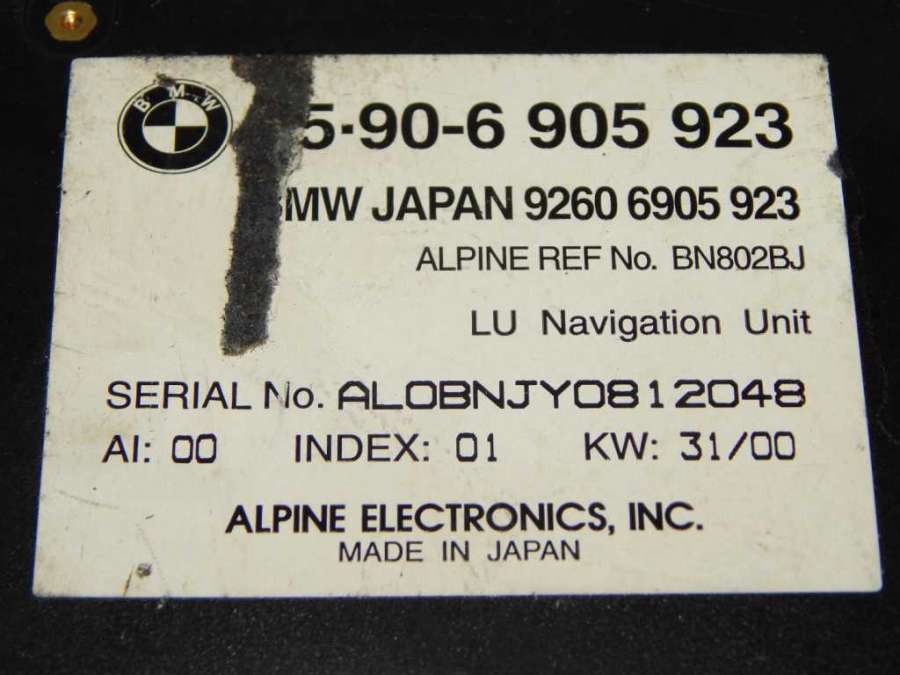 BMW
5·90-6 905 923
MW JAPAN 9260 6905 923
ALPINE REF No. BN802BJ
LU Navigation Unit
SERIAL No. ALOBNJY0812048
AI: 00 INDEX: 01 KW: 31/00
ALPINE ELECTRONICS, INC.
MADE IN JAPAN